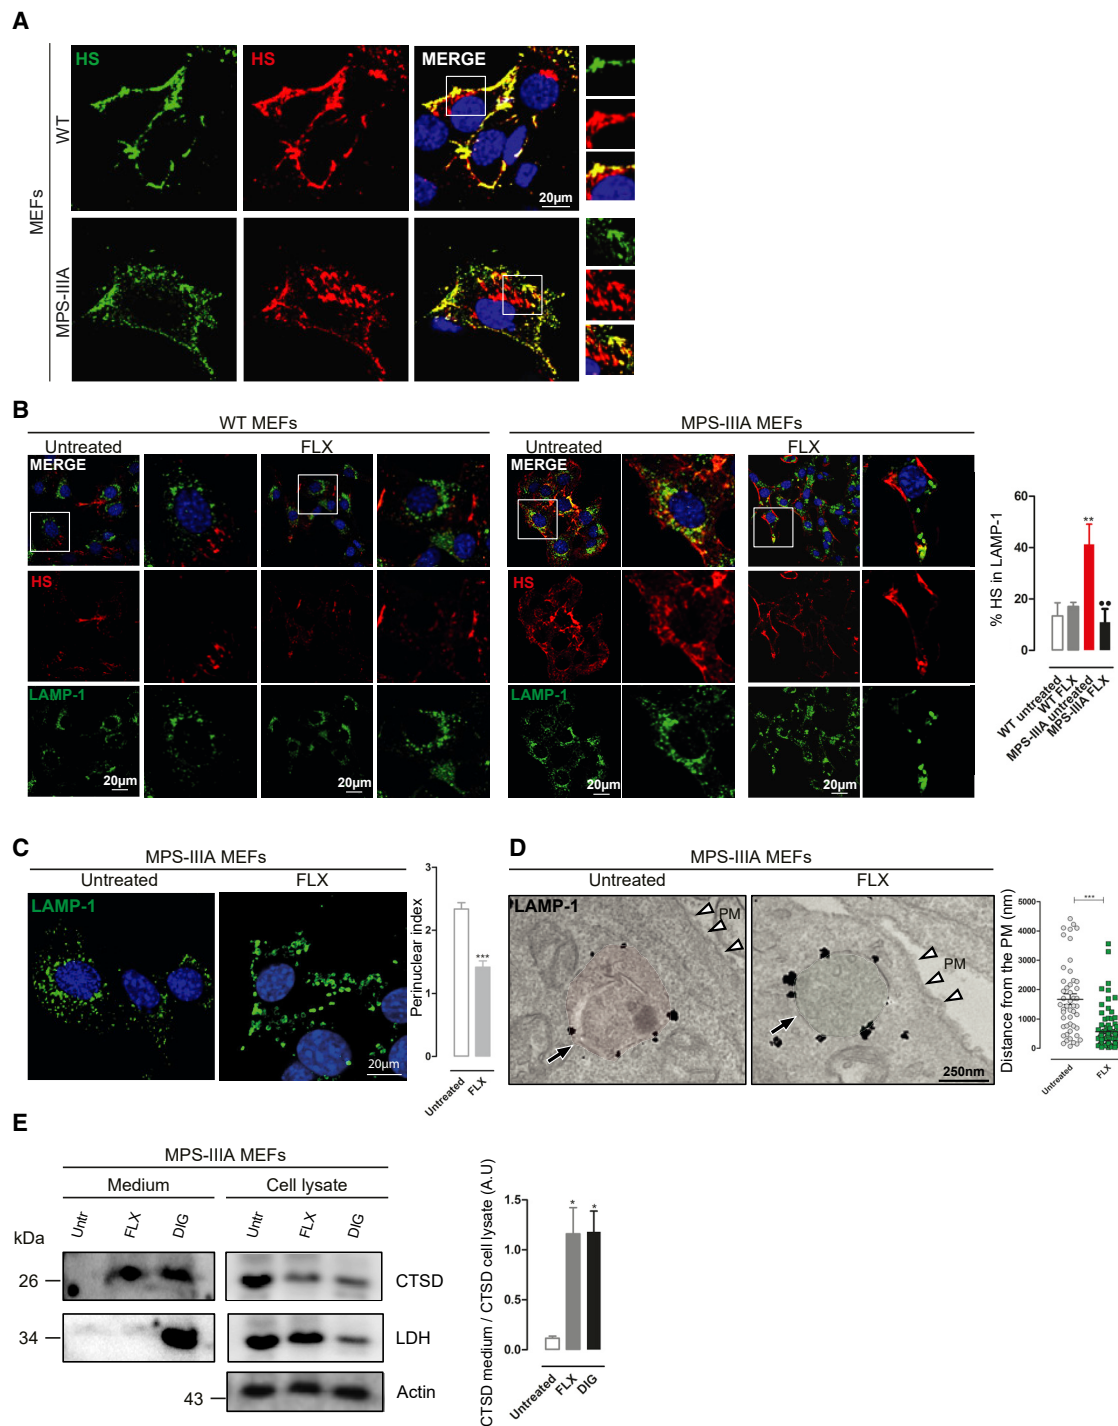 A
MEFs
WT
MPS-IIIA
HS
HS
MERGE
20µm
B
WT MEFs
MPS-IIIA MEFs
Untreated
FLX
Untreated
FLX
MERGE
MERGE
HS
HS
LAMP-1
LAMP-1
20µm
20µm
20µm
20µm
% HS in LAMP-1
60
40
20
0
**
••
WT untreated
WT FLX
MPS-IIIA untreated
MPS-IIIA FLX
C
MPS-IIIA MEFs
Untreated
FLX
LAMP-1
20µm
Perinuclear index
3
2
1
0
***
Untreated
FLX
D
MPS-IIIA MEFs
Untreated
FLX
LAMP-1
PM
PM
250nm
Distance from the PM (nm)
5000
4000
3000
2000
1000
0
***
Untreated
FLX
E
MPS-IIIA MEFs
Medium
Cell lysate
Untr
FLX
DIG
Untr
FLX
DIG
kDa
26
CTSD
34
LDH
43
Actin
CTSD medium / CTSD cell lysate (A.U)
1.5
1.0
0.5
0.0
*
*
Untreated
FLX
DIG